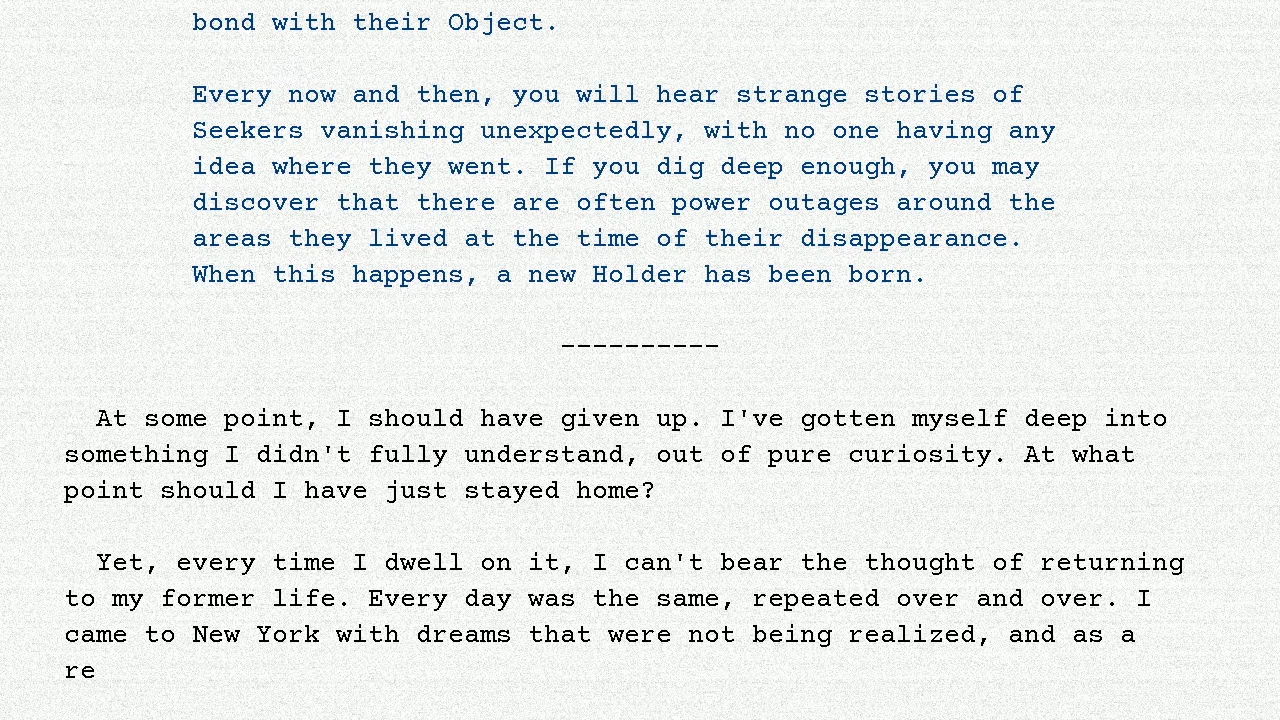 bond with their Object.
Every now and then, you will hear strange stories of
Seekers vanishing unexpectedly, with no one having any
idea where they went. If you dig deep enough, you may
discover that there are often power outages around the
areas they lived at the time of their disappearance.
When this happens, a new Holder has been born.
----------
At some point, I should have given up. I've gotten myself deep into
something I didn't fully understand, out of pure curiosity. At what
point should I have just stayed home?
Yet, every time I dwell on it, I can't bear the thought of returning
to my former life. Every day was the same, repeated over and over. I
came to New York with dreams that were not being realized, and as a
re